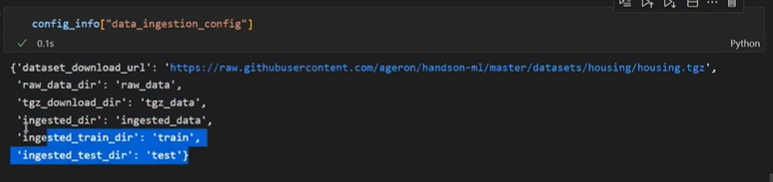 config_info["data_ingestion_config"]
0.1s
Python
{'dataset_download_url': 'https://raw.githubusercontent.com/ageron/handson-ml/master/datasets/housing/housing.tgz',
'raw_data_dir': 'raw_data',
'tgz_download_dir': 'tgz_data',
'ingested_dir': 'ingested_data',
'ingested_train_dir': 'train',
'ingested_test_dir': 'test'}